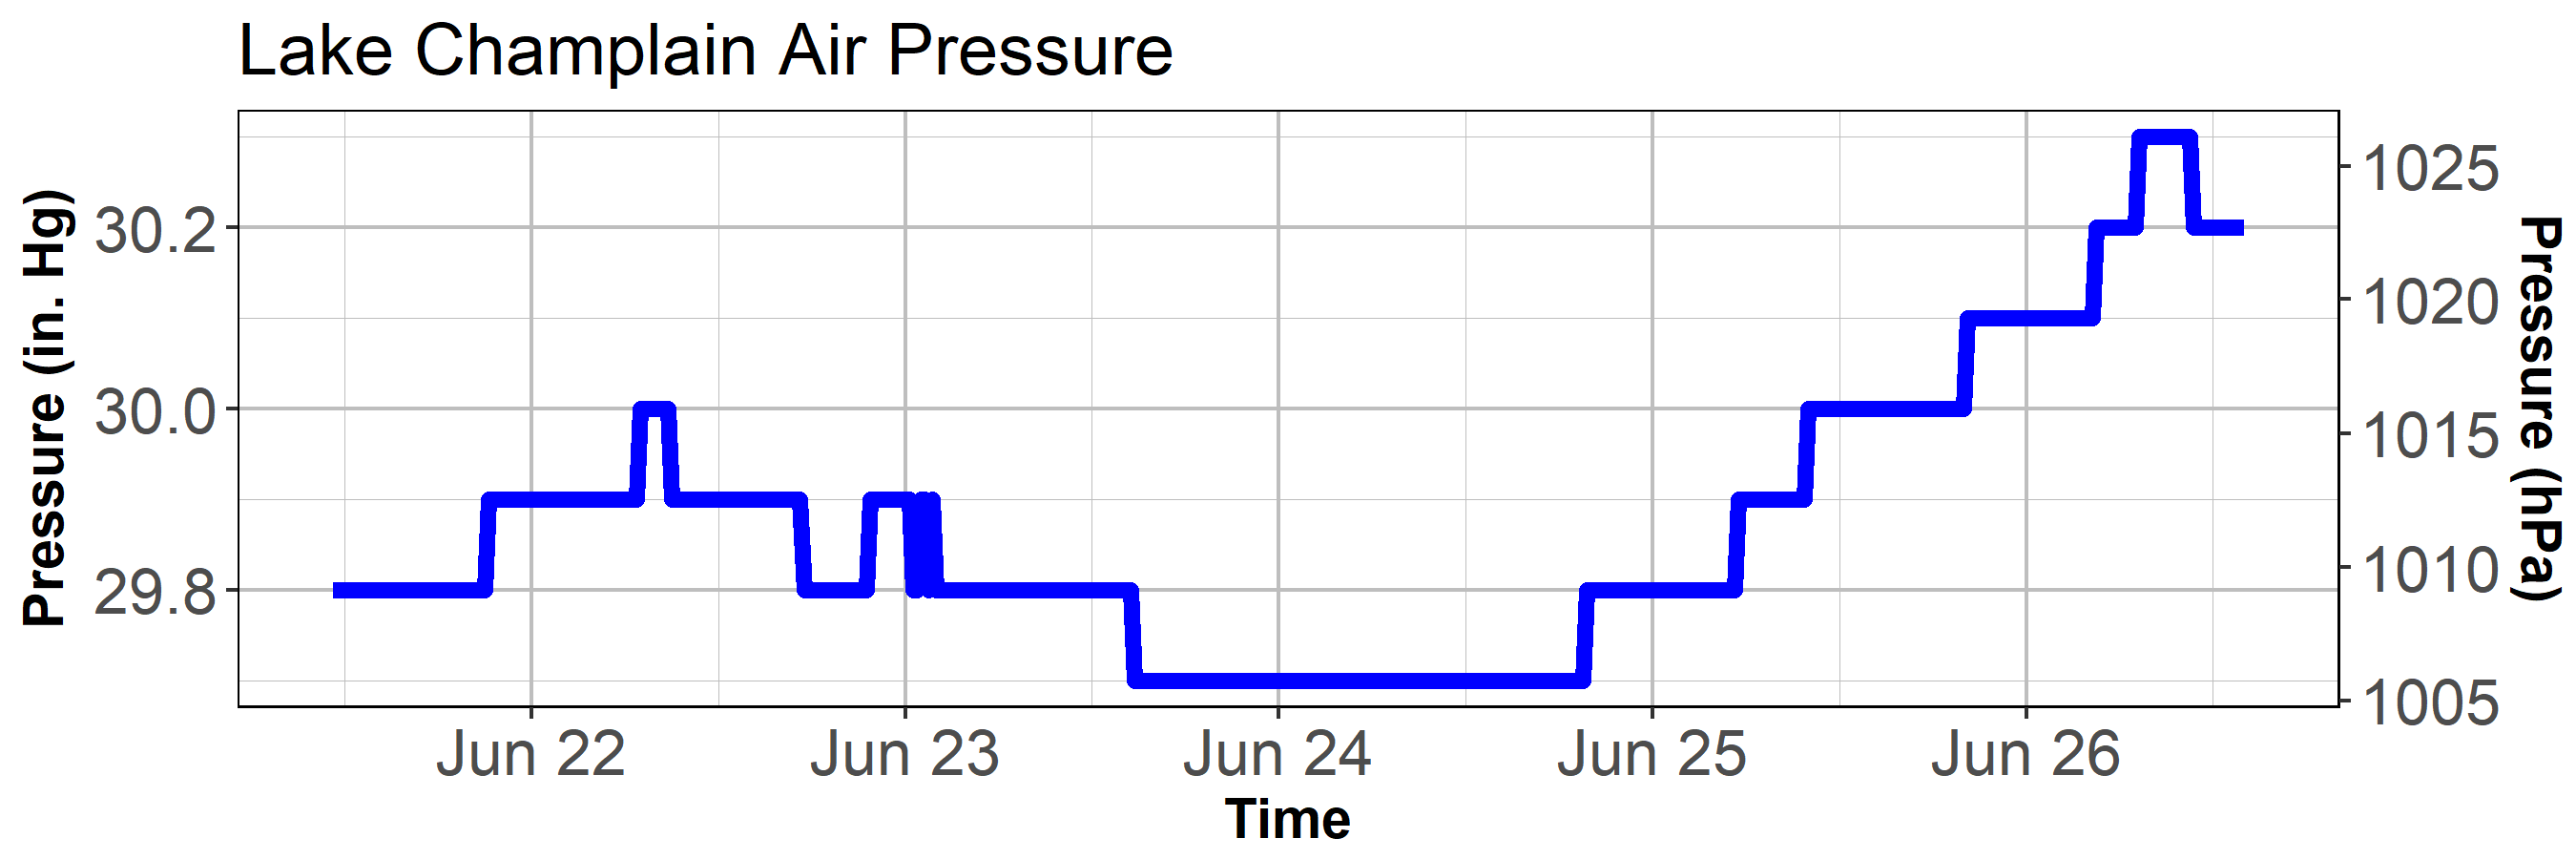 Lake Champlain Air Pressure
Pressure (in. Hg)
30.2
30.0
29.8
1025
1020
1015
1010
1005
Pressure (hPa)
Jun 22 Jun 23 Jun 24 Jun 25 Jun 26
Time